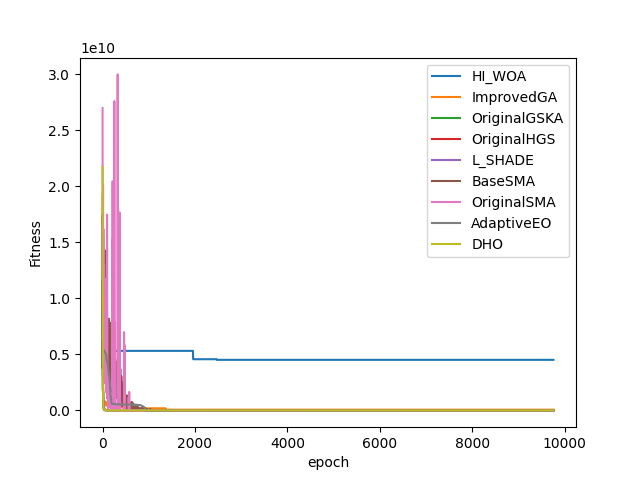 1e10
3.0
2.5
2.0
1.5
1.0
0.5
0.0
Fitness
0
2000
4000
6000
8000
10000
epoch
HI_WOA
ImprovedGA
OriginalGSKA
OriginalHGS
L_SHADE
BaseSMA
OriginalSMA
AdaptiveEO
DHO